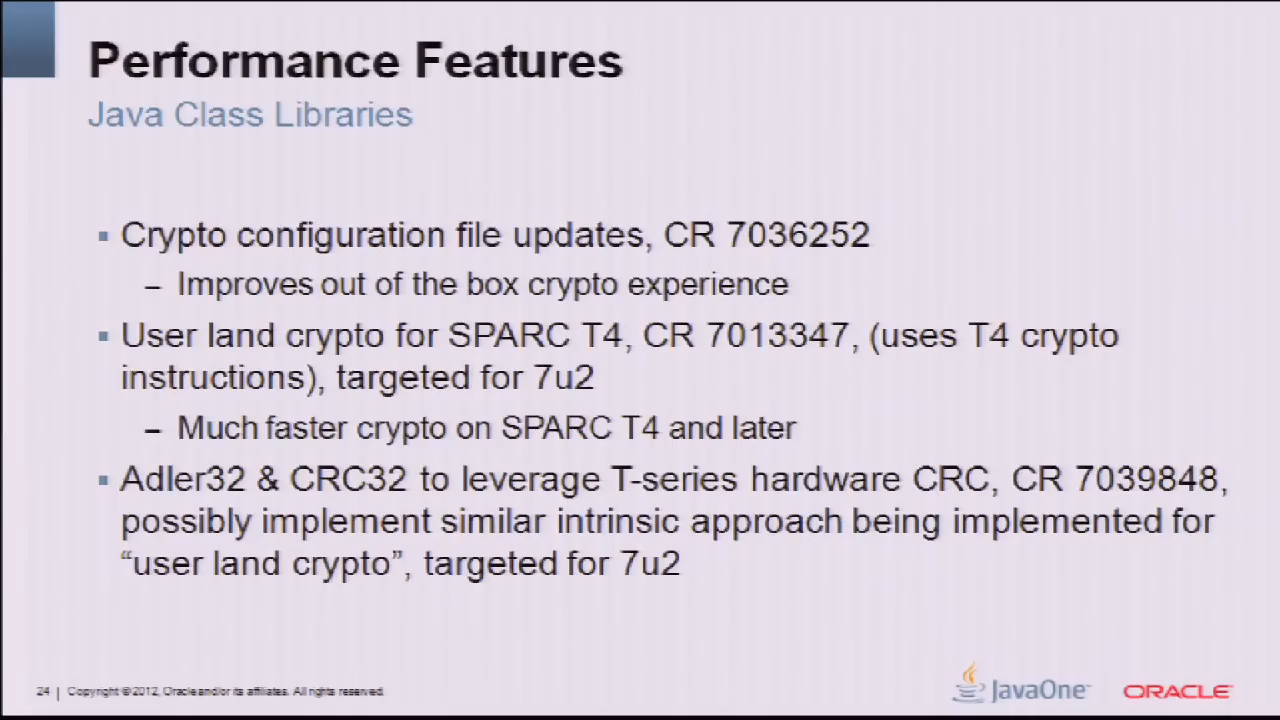 Performance Features
Java Class Libraries
▪ Crypto configuration file updates, CR 7036252
– Improves out of the box crypto experience
▪ User land crypto for SPARC T4, CR 7013347, (uses T4 crypto
instructions), targeted for 7u2
– Much faster crypto on SPARC T4 and later
▪ Adler32 & CRC32 to leverage T-series hardware CRC, CR 7039848,
possibly implement similar intrinsic approach being implemented for
“user land crypto”, targeted for 7u2
24 | Copyright © 2012, Oracle and/or its affiliates. All rights reserved.
JavaOne™
ORACLE®